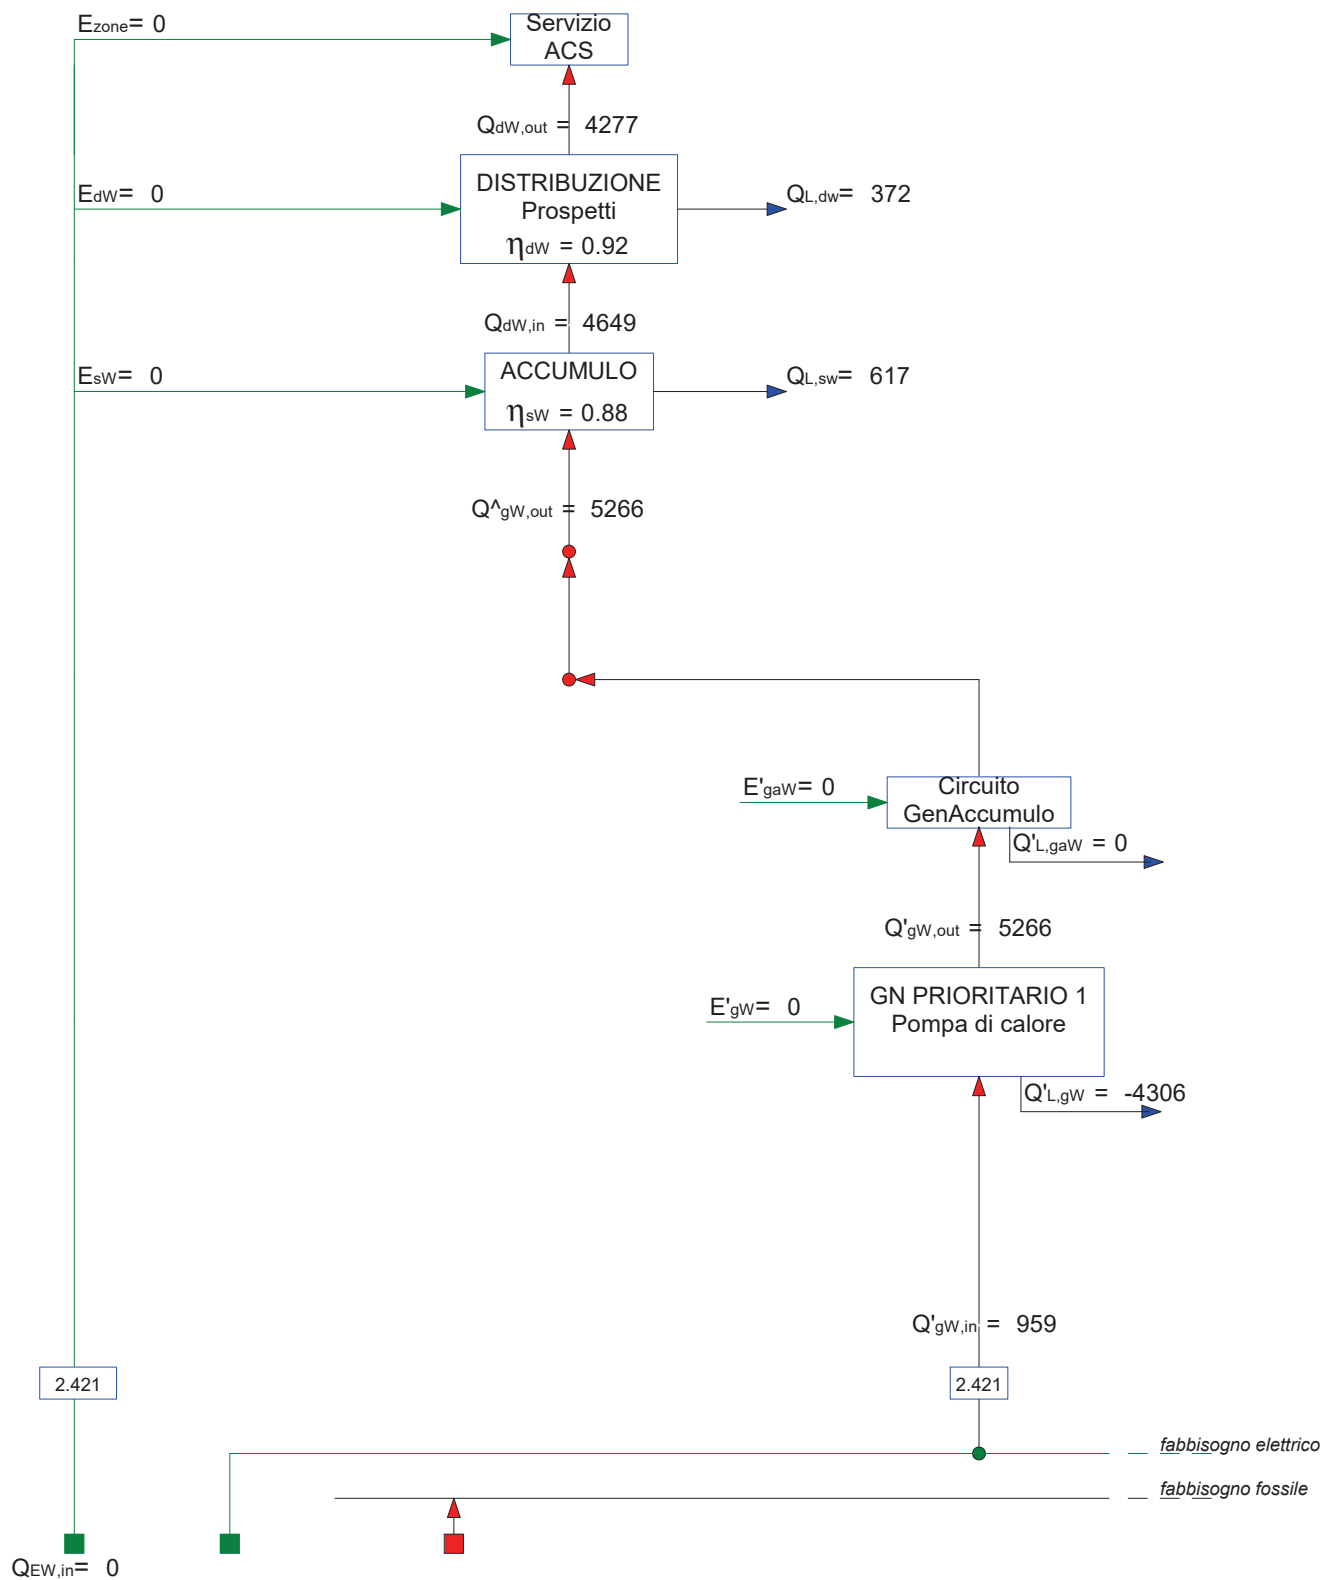 Ezone= 0
Servizio
ACS
QdW,out = 4277
EdW= 0
DISTRIBUZIONE
Prospetti
ηdW = 0.92
QL,dw= 372
QdW,in = 4649
EsW= 0
ACCUMULO
ηsW = 0.88
QL,sw= 617
Q^gW,out = 5266
E'gaW= 0
Circuito
GenAccumulo
Q'L,gaW = 0
Q'gW,out = 5266
E'gW= 0
GN PRIORITARIO 1
Pompa di calore
Q'L,gW = -4306
Q'gW,in = 959
2.421
2.421
fabbisogno elettrico
fabbisogno fossile
QEW,in= 0